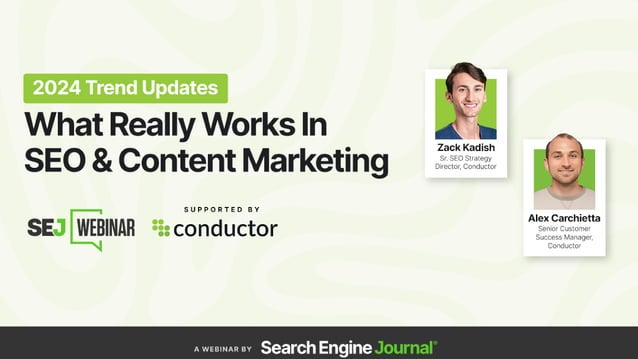 2024 Trend Updates
What Really Works In
SEO & Content Marketing
SEJ WEBINAR
SUPPORTED BY
conductor
Zack Kadish
Sr. SEO Strategy
Director, Conductor
Alex Carchietta
Senior Customer
Success Manager,
Conductor
A WEBINAR BY Search Engine Journal®